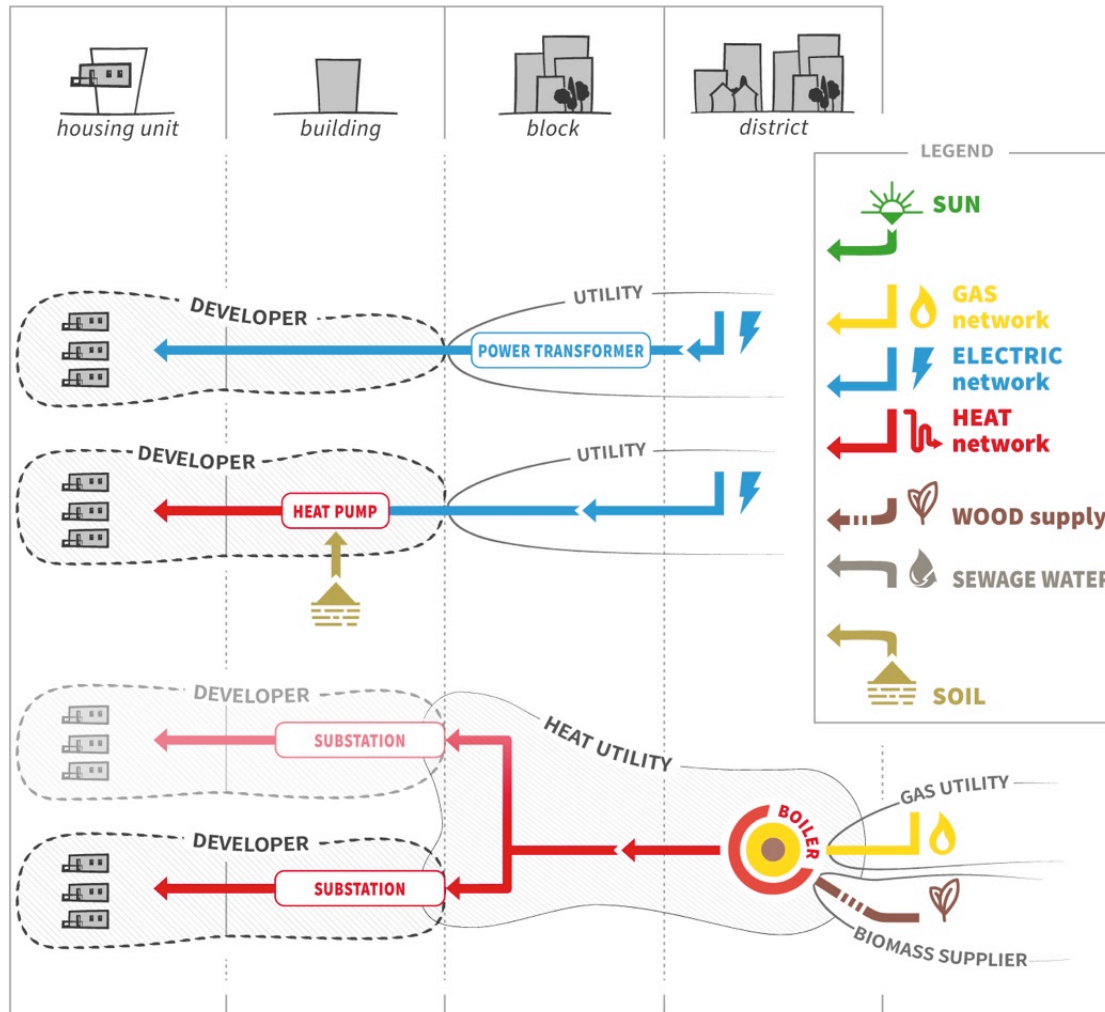 housing unit
building
block
district
LEGEND
SUN
GAS
network
ELECTRIC
network
HEAT
network
WOOD supply
SEWAGE WATER
SOIL
DEVELOPER
UTILITY
POWER TRANSFORMER
DEVELOPER
UTILITY
HEAT PUMP
DEVELOPER
SUBSTATION
HEAT UTILITY
BOILER
GAS UTILITY
DEVELOPER
SUBSTATION
BIOMASS SUPPLIER